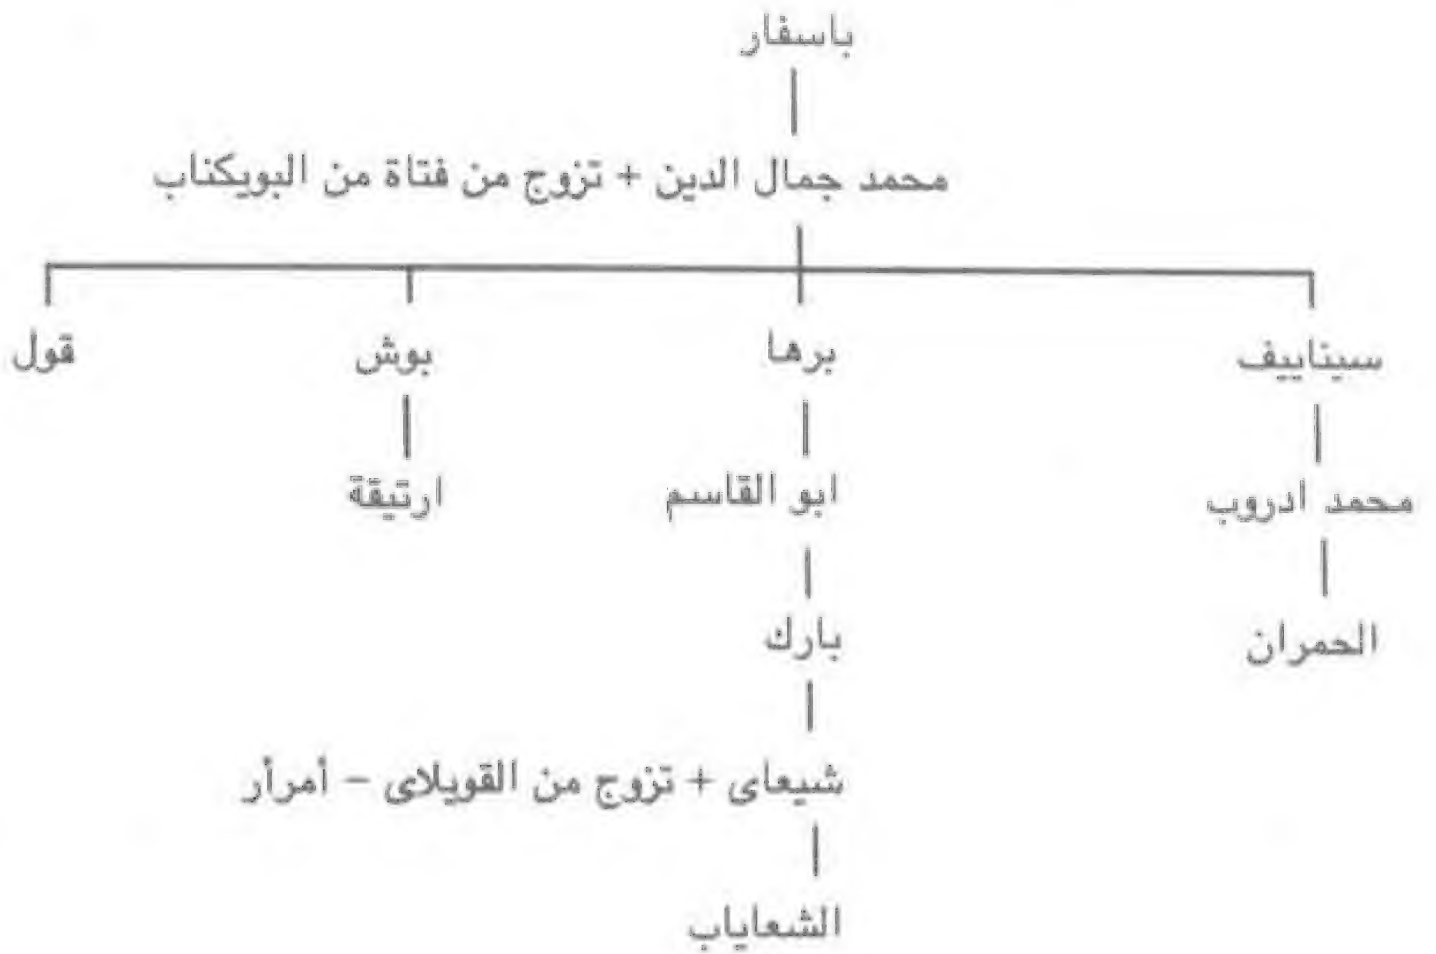 باسفار
محمد جمال الدين + تزوج من فتاة من البويكناب
سيناييف برها بوش قول
محمد ادروب ابو القاسم ارتيقة
بارك الحمران
شيعاى + تزوج من القويلاى – أمرأر
الشعاياب